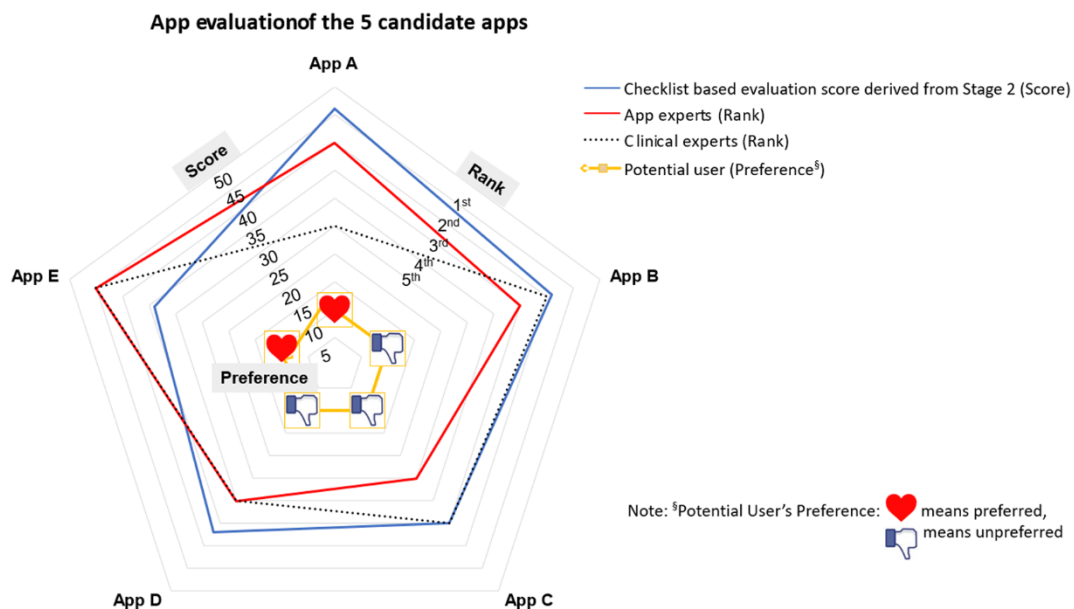 App evaluationof the 5 candidate apps
App A
Checklist based evaluation score derived from Stage 2 (Score)
App experts (Rank)
Clinical experts (Rank)
Potential user (Preference§)
Score
Rank
50
45
40
35
30
25
20
15
10
5
1st
2nd
3rd
4th
5th
App E
App B
Preference
Note: §Potential User's Preference:
means preferred,
means unpreferred
App D
App C